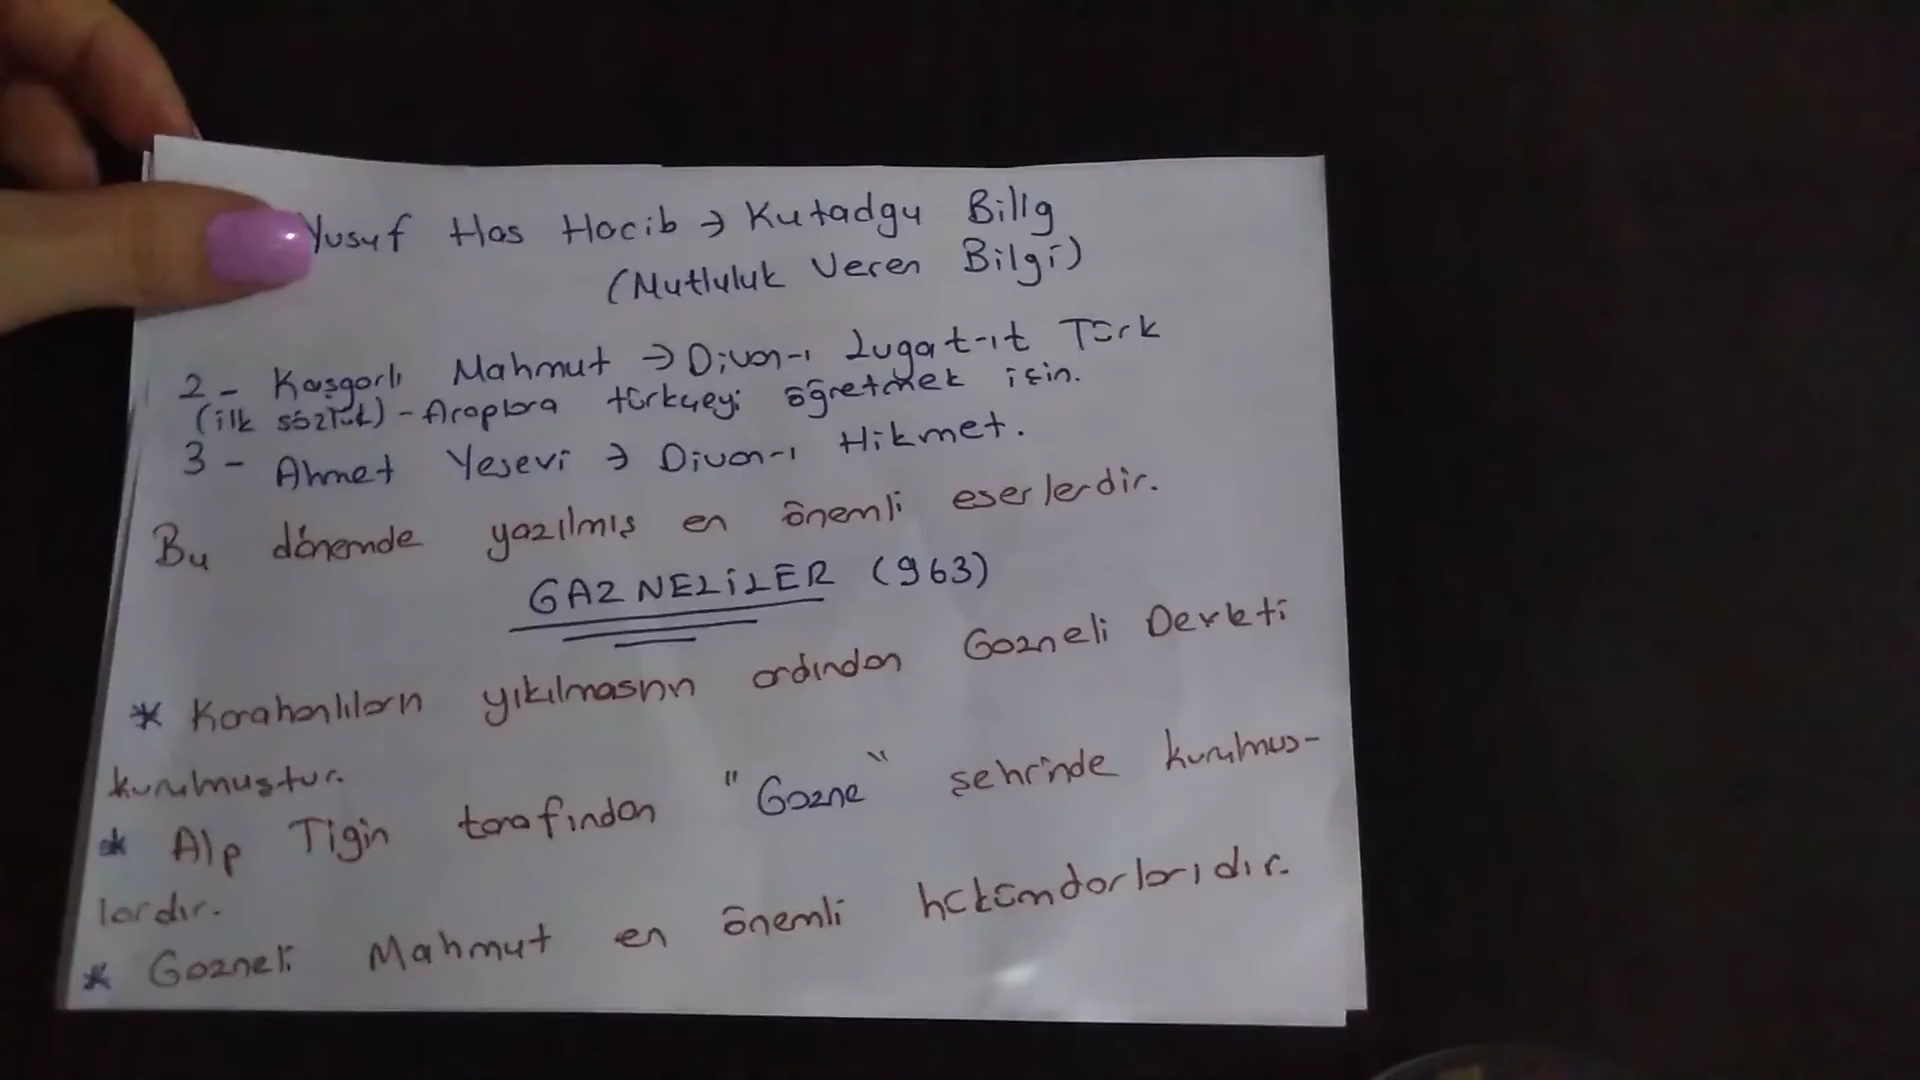 Yusuf Has Hacib → Kutadgu Bilig
(Mutluluk Veren Bilgi)
2 - Kaşgarlı Mahmut → Divan-ı Lugat-ıt Türk
(ilk sözlük) - Araplara türkçeyi öğretmek için.
3 - Ahmet Yesevi → Divan-ı Hikmet.
Bu dönemde yazılmış en önemli eserlerdir.
GAZNELİLER (963)
* Karahanlıların yıkılmasının ardından Gazneli Devleti
kurulmuştur.
* Alp Tigin tarafından "Gazne" şehrinde kurulmuş-
lardır.
* Gazneli Mahmut en önemli hükümdarlarıdır.